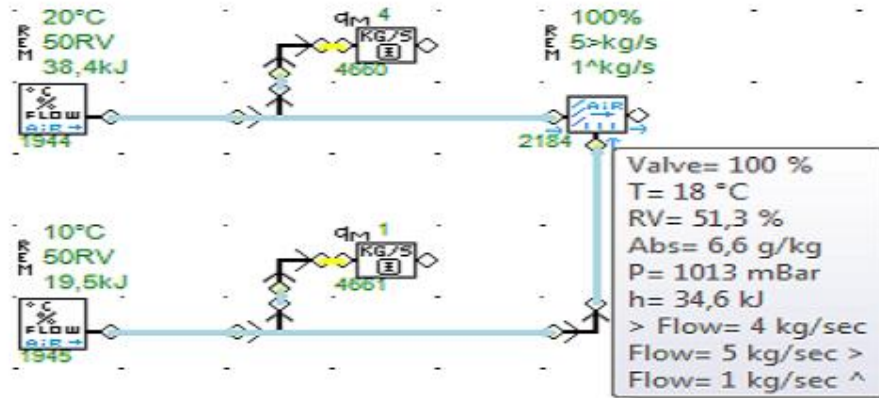 20°C
REM 50RV
38,4kJ
qM 4
KG/S
4660
°C
%
FLOW
AiR
1944
REM 100%
5>kg/s
1^kg/s
AiR
2184
10°C
REM 50RV
19,5kJ
qM 1
KG/S
4661
°C
%
FLOW
AiR
1945
Valve= 100 %
T= 18 °C
RV= 51,3 %
Abs= 6,6 g/kg
P= 1013 mBar
h= 34,6 kJ
> Flow= 4 kg/sec
Flow= 5 kg/sec >
Flow= 1 kg/sec ^